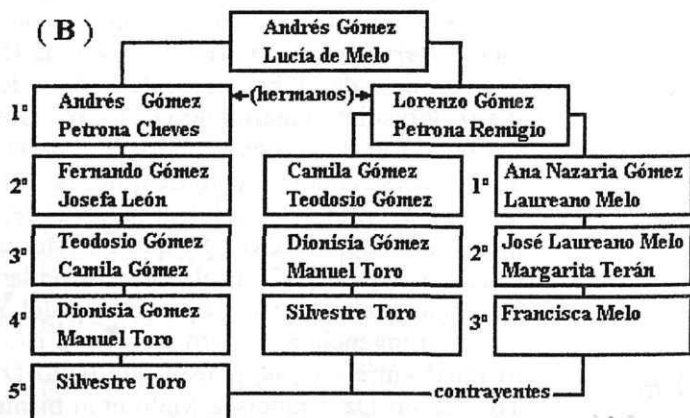 (B)
Andrés Gómez
Lucía de Melo
1º
Andrés Gómez
Petrona Cheves
(hermanos)
Lorenzo Gómez
Petrona Remigio
2º
Fernando Gómez
Josefa León
Camila Gómez
Teodosio Gómez
1º
Ana Nazaria Gómez
Laureano Melo
3º
Teodosio Gómez
Camila Gómez
Dionisia Gómez
Manuel Toro
2º
José Laureano Melo
Margarita Terán
4º
Dionisia Gomez
Manuel Toro
Silvestre Toro
3º
Francisca Melo
5º
Silvestre Toro
contrayentes